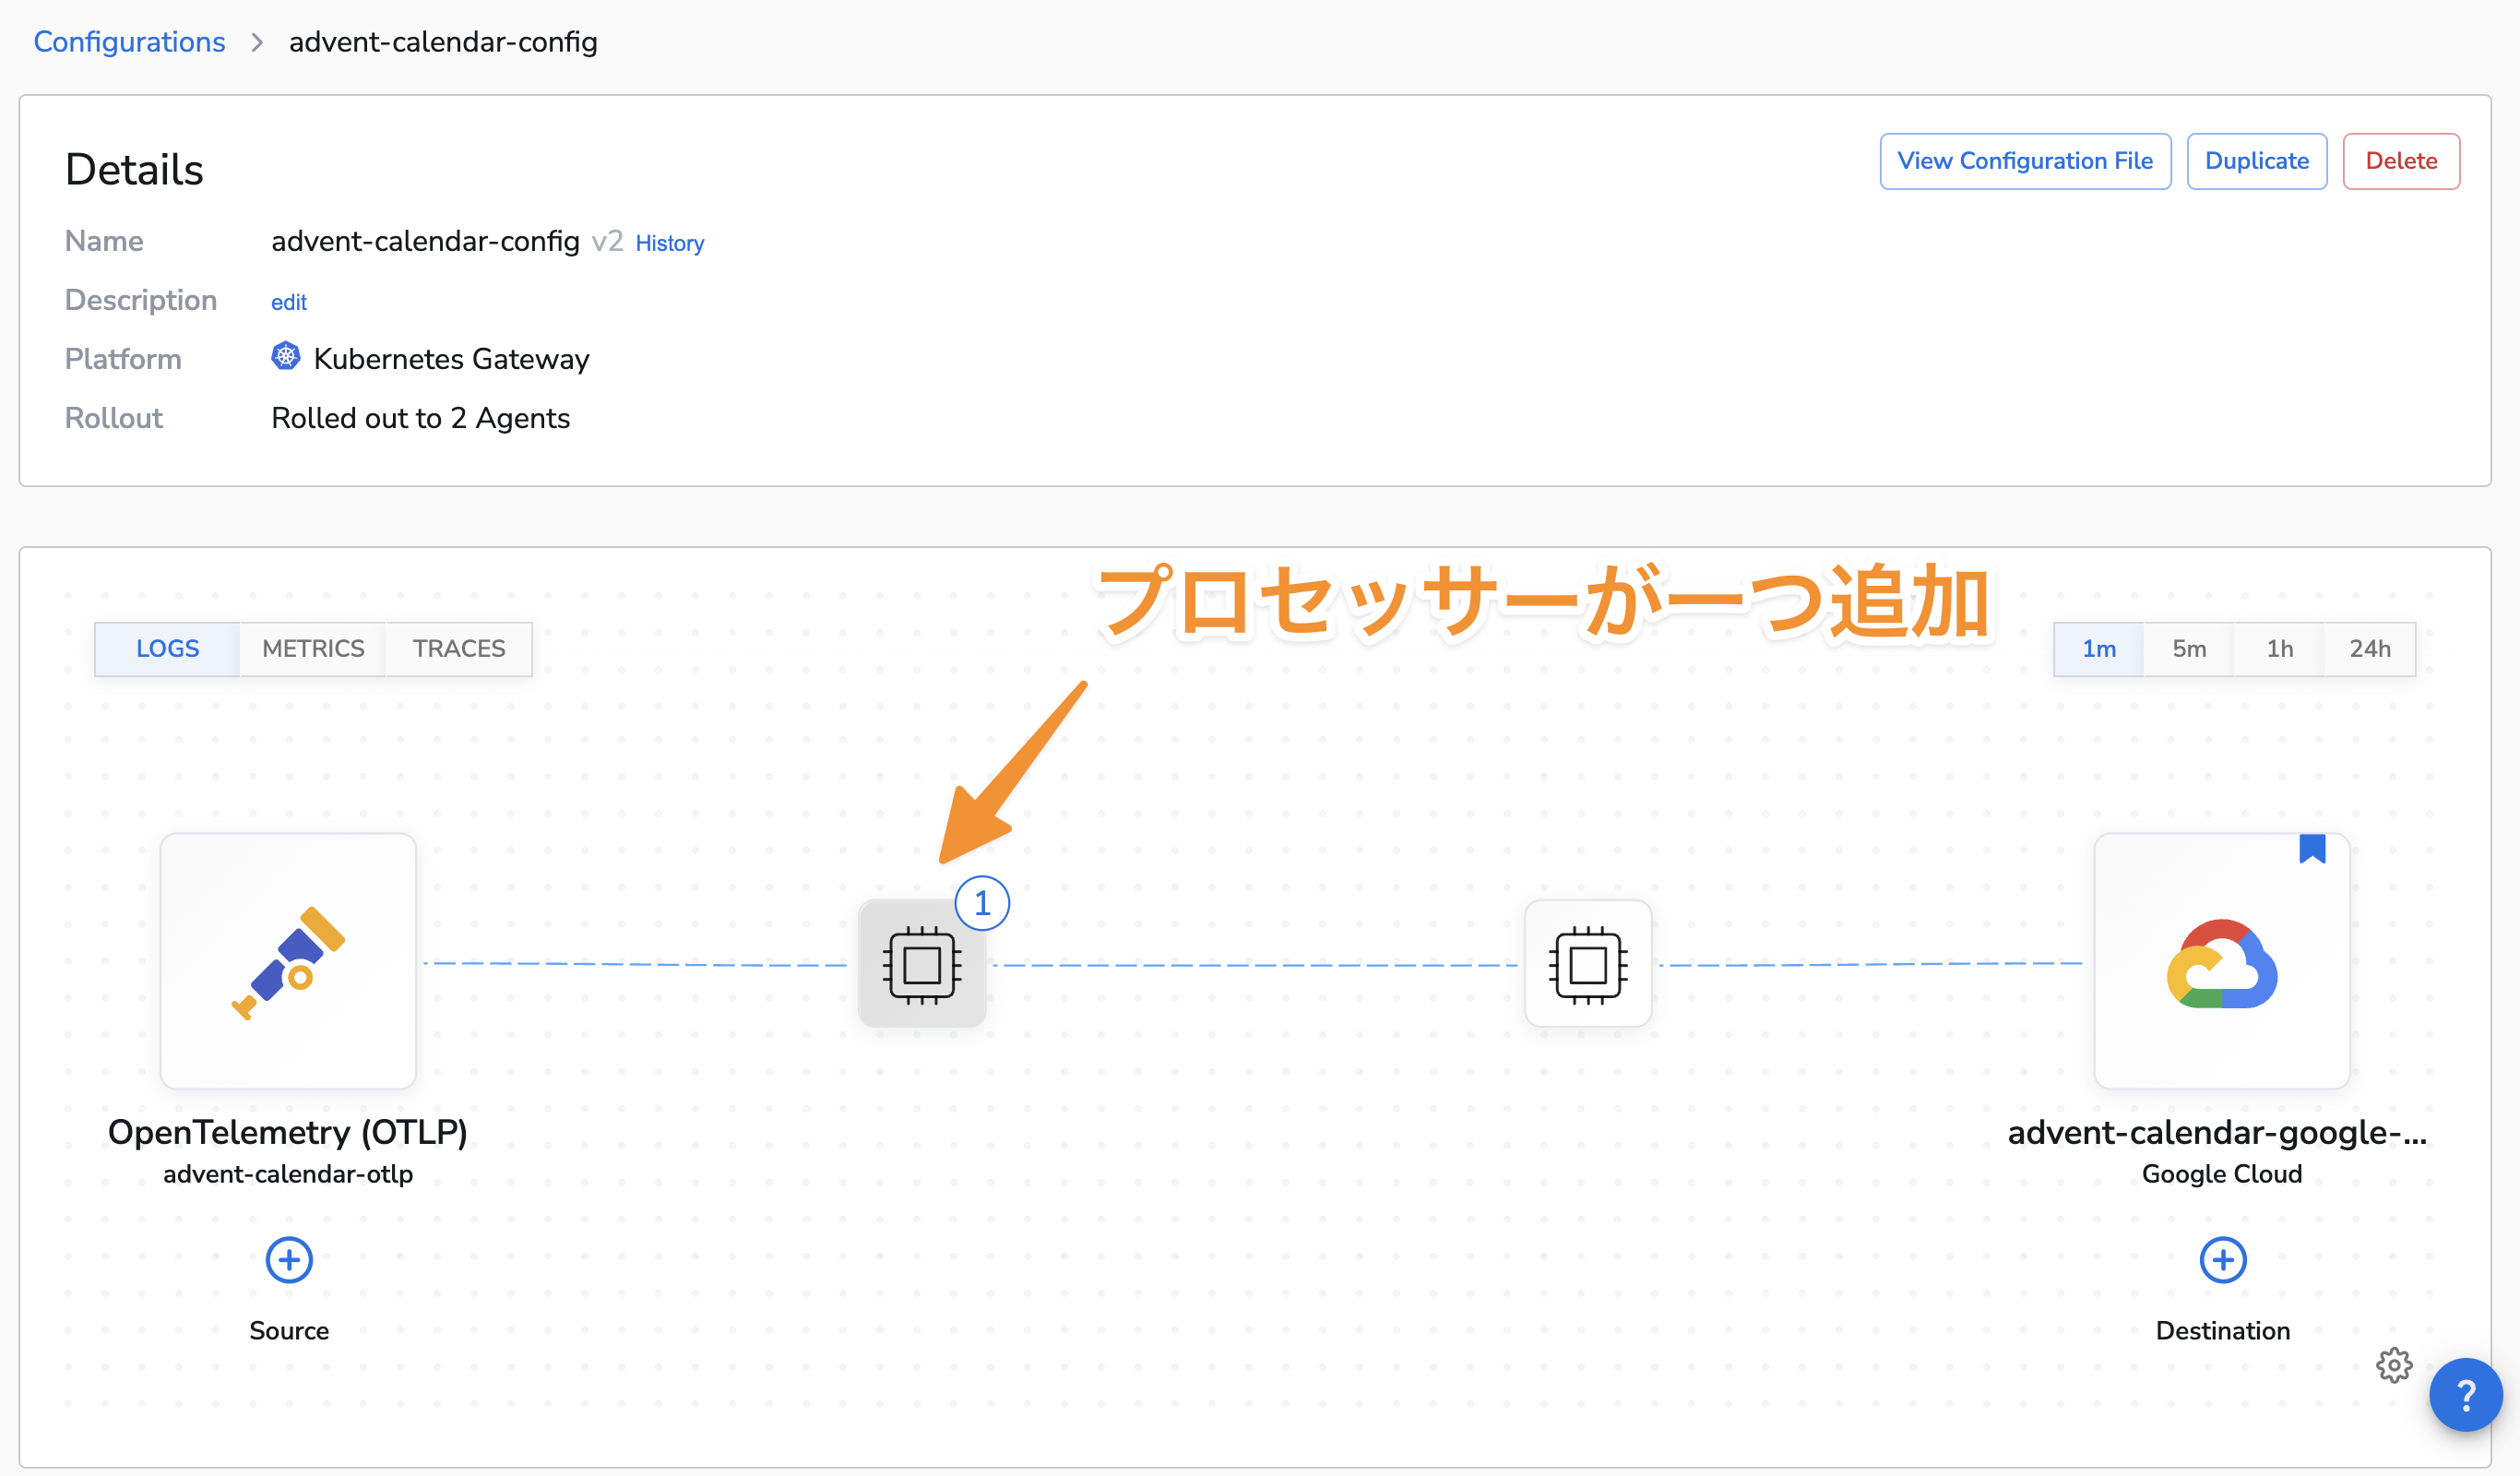 Configurations > advent-calendar-config
Details
View Configuration File
Duplicate
Delete
Name advent-calendar-config v2 History
Description edit
Platform Kubernetes Gateway
Rollout Rolled out to 2 Agents
プロセッサーが一つ追加
LOGS METRICS TRACES
1m 5m 1h 24h
1
OpenTelemetry (OTLP)
advent-calendar-otlp
advent-calendar-google-...
Google Cloud
Source
Destination
?